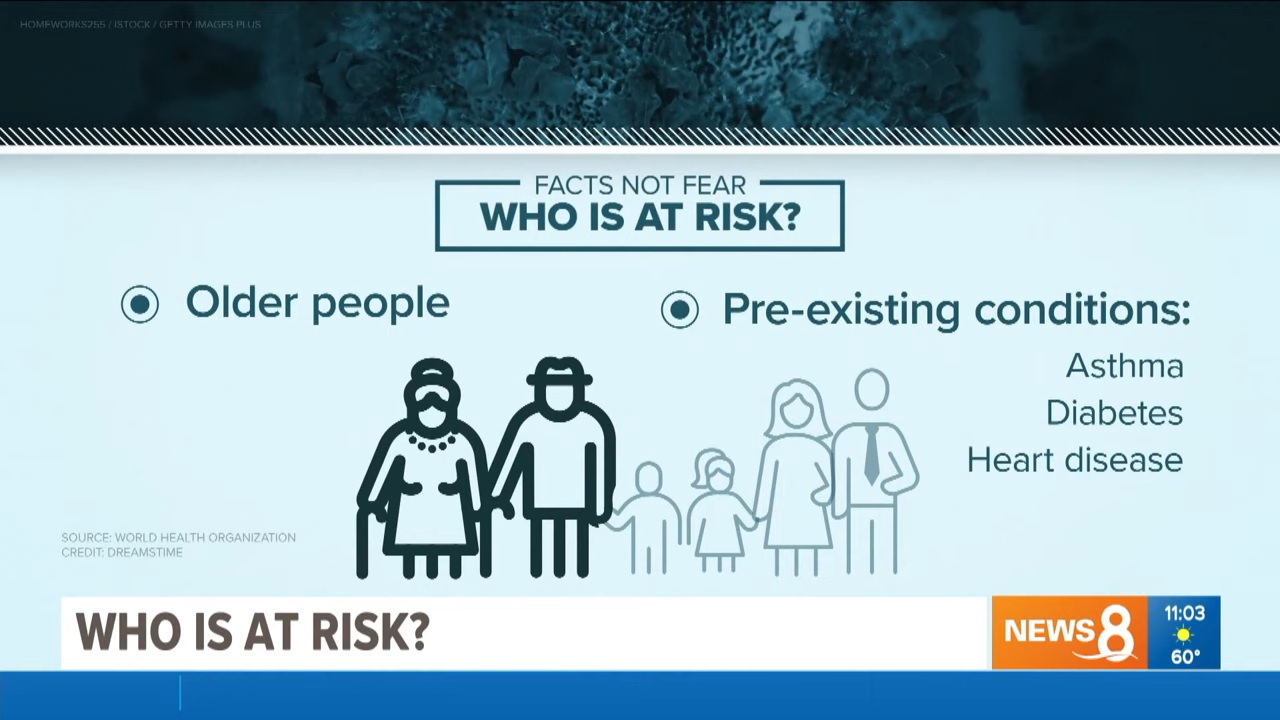 HOMEWORKS255 / ISTOCK / GETTY IMAGES PLUS
FACTS NOT FEAR
WHO IS AT RISK?
Older people
Pre-existing conditions:
Asthma
Diabetes
Heart disease
SOURCE: WORLD HEALTH ORGANIZATION
CREDIT: DREAMSTIME
WHO IS AT RISK?
NEWS 8
11:03
60°